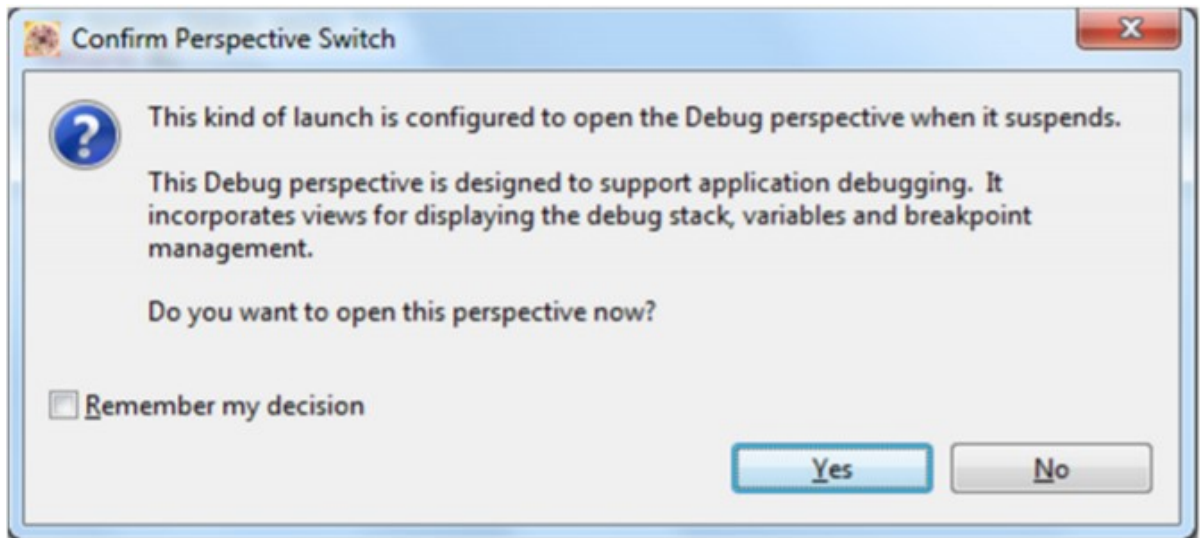 Confirm Perspective Switch
This kind of launch is configured to open the Debug perspective when it suspends.
This Debug perspective is designed to support application debugging. It
incorporates views for displaying the debug stack, variables and breakpoint
management.
Do you want to open this perspective now?
Remember my decision
Yes
No